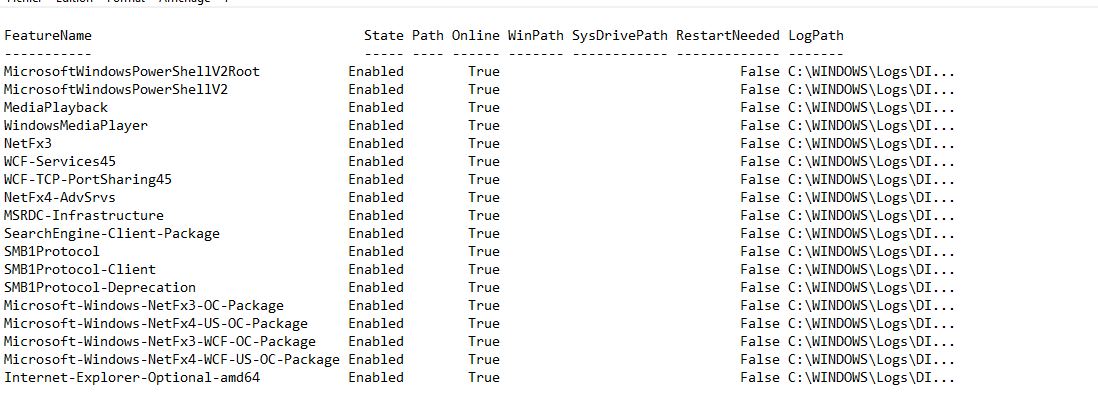 FeatureName State Path Online WinPath SysDrivePath RestartNeeded LogPath
----------- ----- ---- ------ ------- ------------ ------------- -------
MicrosoftWindowsPowerShellV2Root Enabled True False C:\WINDOWS\Logs\DI...
MicrosoftWindowsPowerShellV2 Enabled True False C:\WINDOWS\Logs\DI...
MediaPlayback Enabled True False C:\WINDOWS\Logs\DI...
WindowsMediaPlayer Enabled True False C:\WINDOWS\Logs\DI...
NetFx3 Enabled True False C:\WINDOWS\Logs\DI...
WCF-Services45 Enabled True False C:\WINDOWS\Logs\DI...
WCF-TCP-PortSharing45 Enabled True False C:\WINDOWS\Logs\DI...
NetFx4-AdvSrvs Enabled True False C:\WINDOWS\Logs\DI...
MSRDC-Infrastructure Enabled True False C:\WINDOWS\Logs\DI...
SearchEngine-Client-Package Enabled True False C:\WINDOWS\Logs\DI...
SMB1Protocol Enabled True False C:\WINDOWS\Logs\DI...
SMB1Protocol-Client Enabled True False C:\WINDOWS\Logs\DI...
SMB1Protocol-Deprecation Enabled True False C:\WINDOWS\Logs\DI...
Microsoft-Windows-NetFx3-OC-Package Enabled True False C:\WINDOWS\Logs\DI...
Microsoft-Windows-NetFx4-US-OC-Package Enabled True False C:\WINDOWS\Logs\DI...
Microsoft-Windows-NetFx3-WCF-OC-Package Enabled True False C:\WINDOWS\Logs\DI...
Microsoft-Windows-NetFx4-WCF-US-OC-Package Enabled True False C:\WINDOWS\Logs\DI...
Internet-Explorer-Optional-amd64 Enabled True False C:\WINDOWS\Logs\DI...